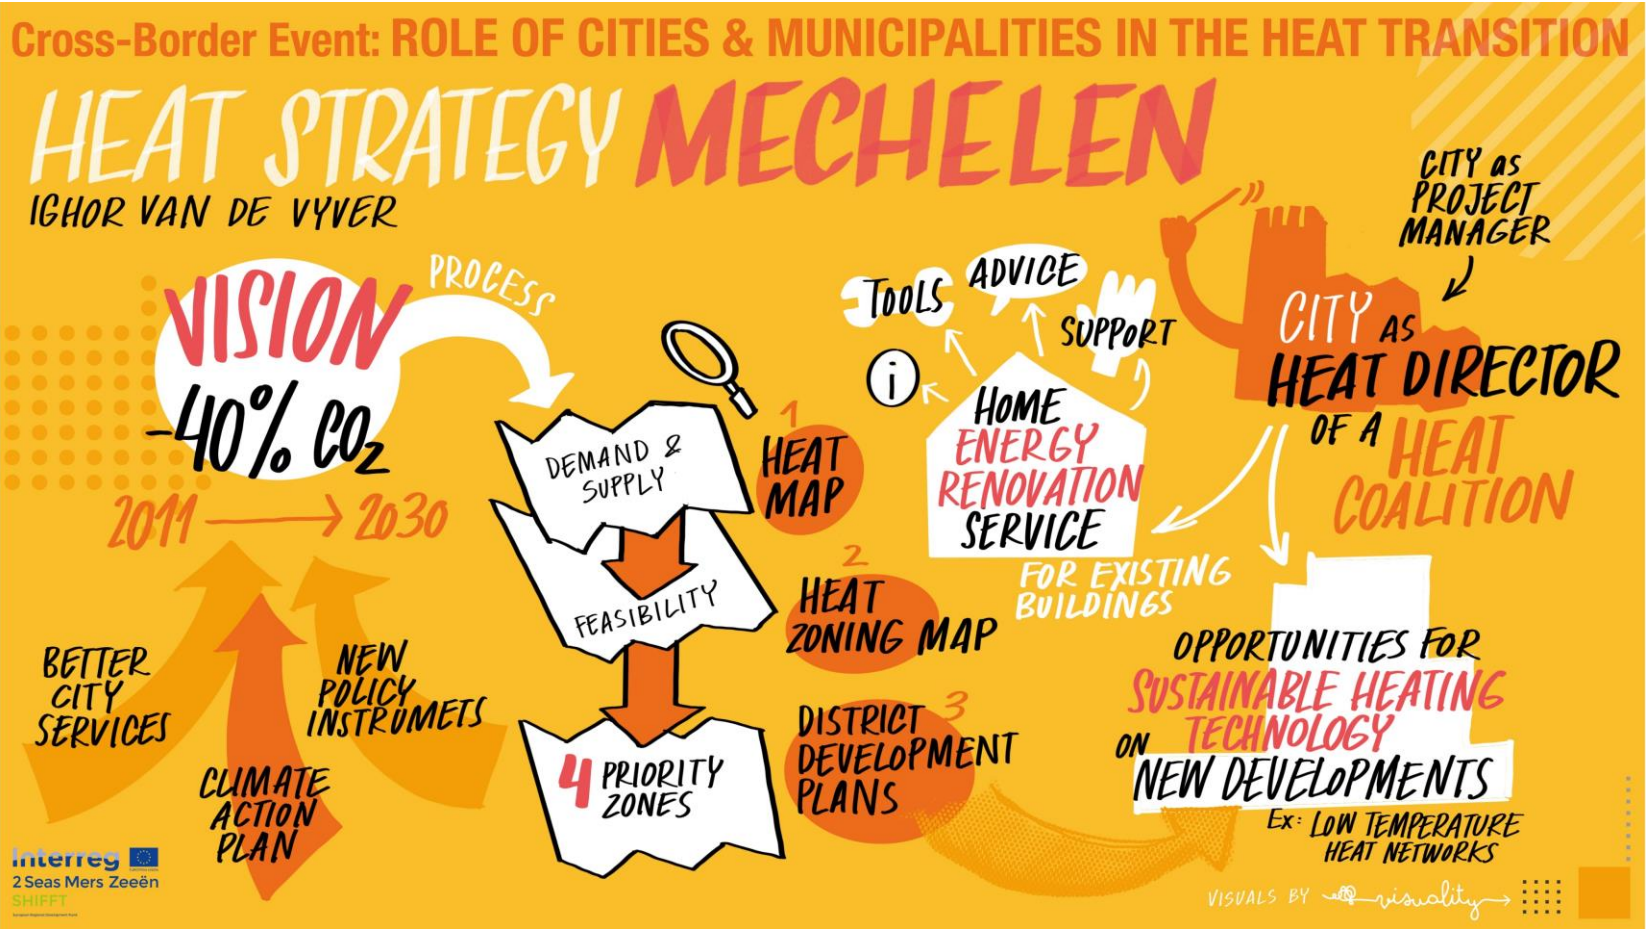 Cross-Border Event: ROLE OF CITIES & MUNICIPALITIES IN THE HEAT TRANSITION
HEAT STRATEGY MECHELEN
IGHOR VAN DE VYVER
VISION
-40% CO₂
2011 → 2030
BETTER
CITY
SERVICES
CLIMATE
ACTION
PLAN
NEW
POLICY
INSTRUMETS
PROCESS
DEMAND &
SUPPLY
FEASIBILITY
4 PRIORITY
ZONES
1
HEAT
MAP
2
HEAT
ZONING MAP
3
DISTRICT
DEVELOPMENT
PLANS
TOOLS
ADVICE
SUPPORT
i
HOME
ENERGY
RENOVATION
SERVICE
FOR EXISTING
BUILDINGS
CITY as
PROJECT
MANAGER
CITY AS
HEAT DIRECTOR
OF A HEAT
COALITION
OPPORTUNITIES FOR
SUSTAINABLE HEATING
TECHNOLOGY
ON
NEW DEVELOPMENTS
Ex: LOW TEMPERATURE
HEAT NETWORKS
Interreg
2 Seas Mers Zeeën
SHIFFT
VISUALS BY visuality